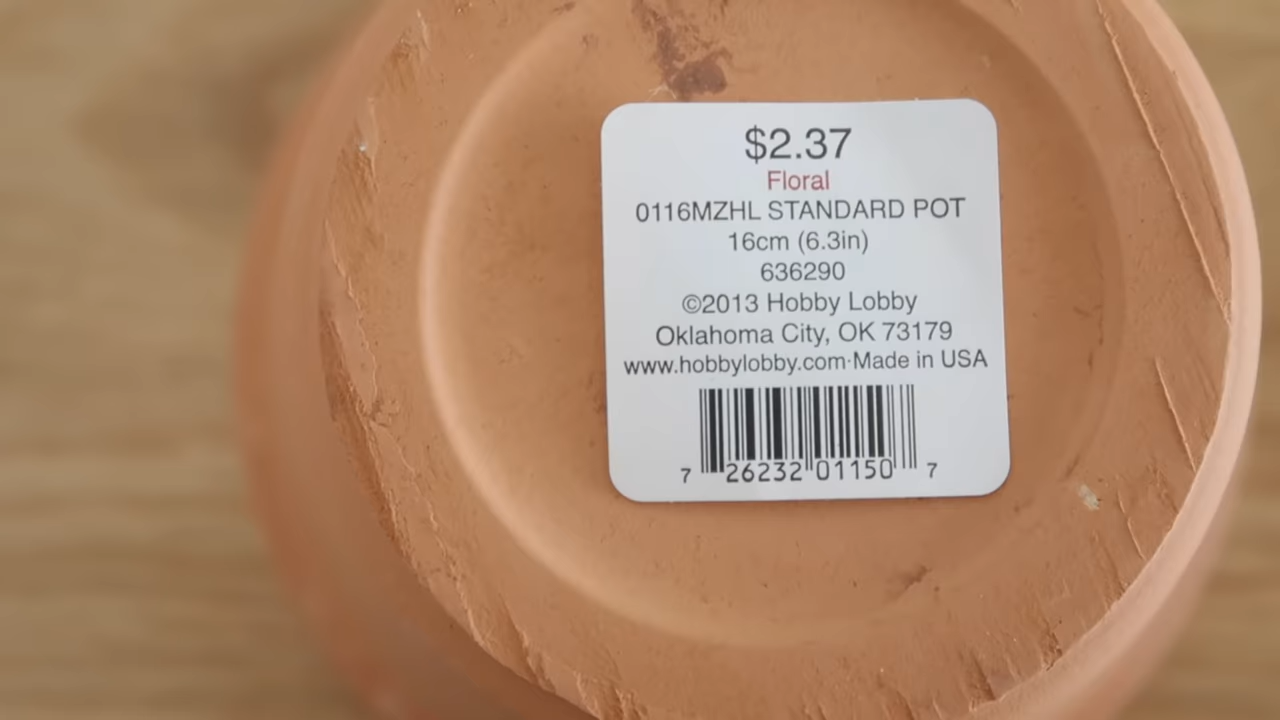 $2.37
Floral
0116MZHL STANDARD POT
16cm (6.3in)
636290
©2013 Hobby Lobby
Oklahoma City, OK 73179
www.hobbylobby.com·Made in USA
7 26232 01150 7